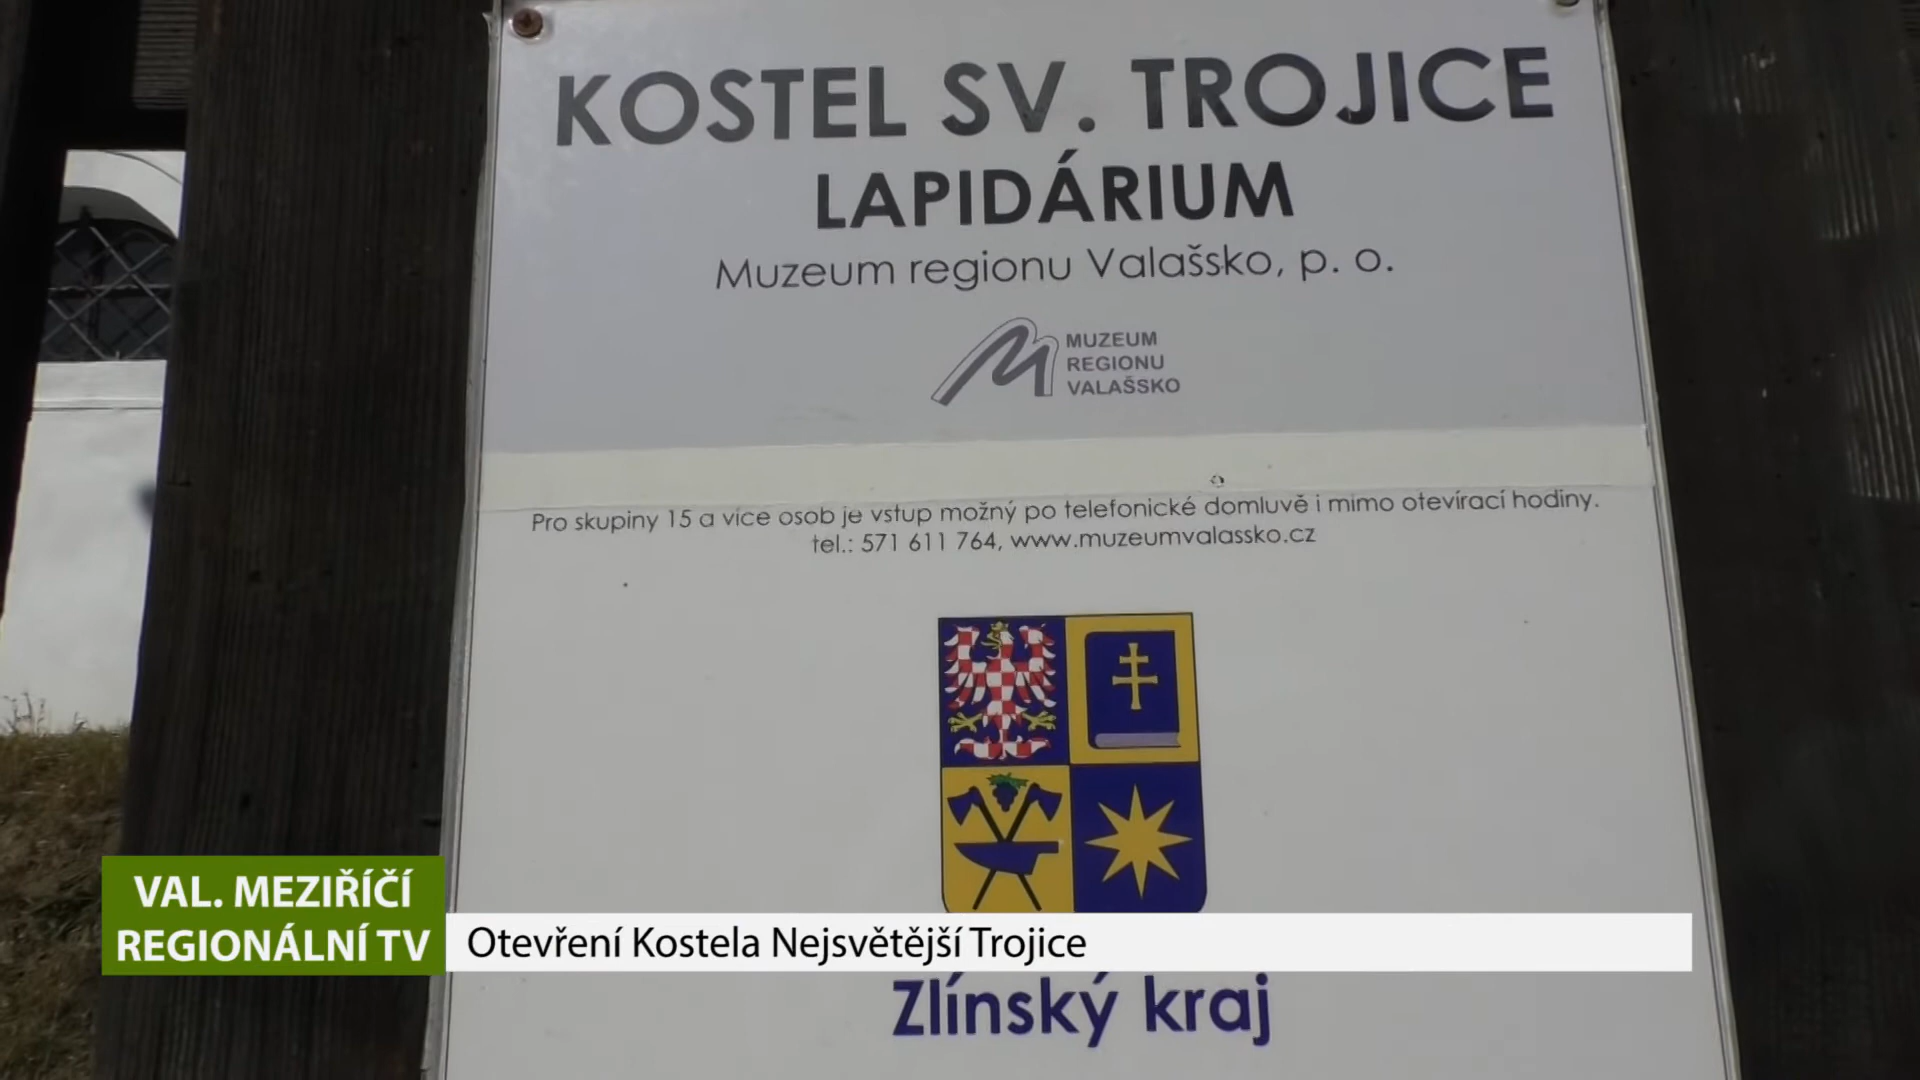 KOSTEL SV. TROJICE
LAPIDÁRIUM
Muzeum regionu Valašsko, p. o.
MUZEUM
REGIONU
VALAŠSKO
Pro skupiny 15 a více osob je vstup možný po telefonické domluvě i mimo otevírací hodiny.
tel.: 571 611 764, www.muzeumvalassko.cz
VAL. MEZIŘÍČÍ
REGIONÁLNÍ TV
Otevření Kostela Nejsvětější Trojice
Zlínský kraj